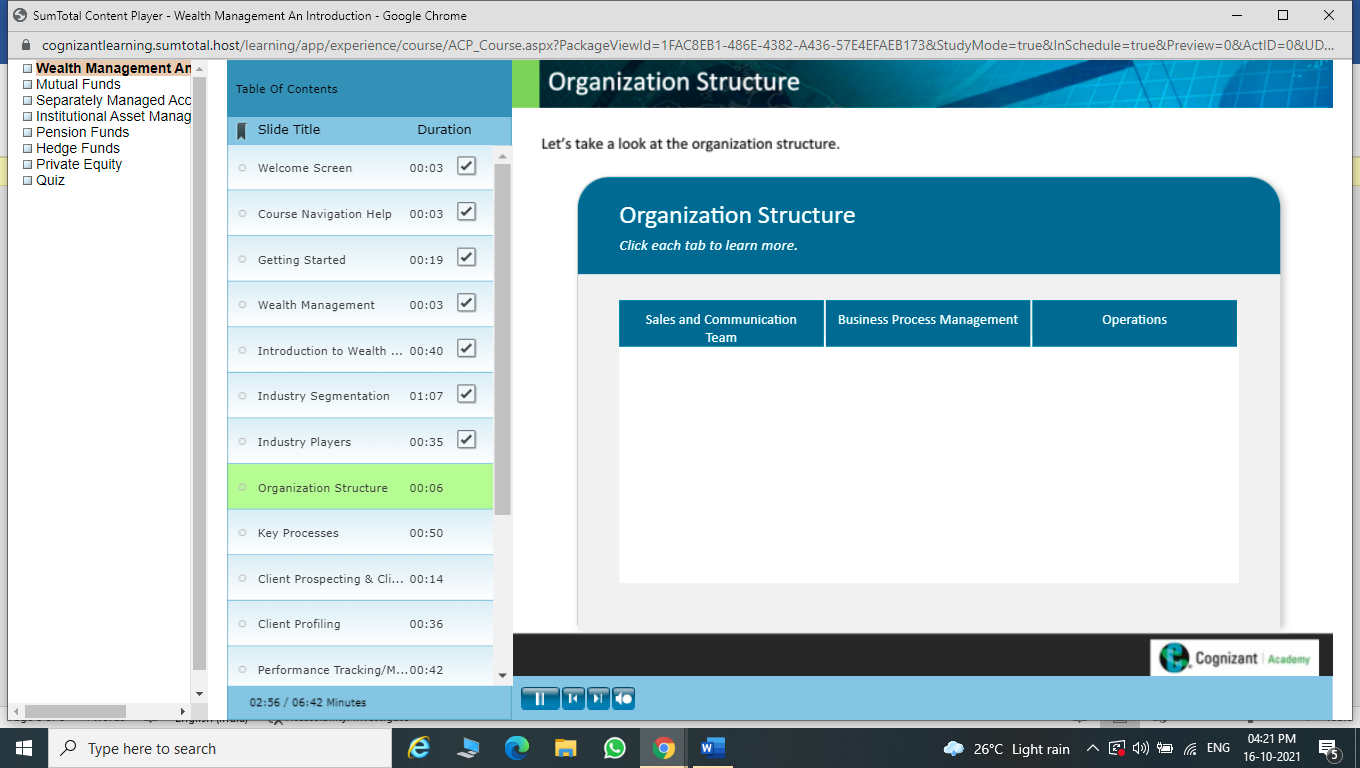 SumTotal Content Player - Wealth Management An Introduction - Google Chrome
cognizantlearning.sumtotal.host/learning/app/experience/course/ACP_Course.aspx?PackageViewId=1FAC8EB1-486E-4382-A436-57E4EFAEB173&StudyMode=true&InSchedule=true&Preview=0&ActID=0&UD...
Wealth Management An
Mutual Funds
Separately Managed Acc
Institutional Asset Manag
Pension Funds
Hedge Funds
Private Equity
Quiz
Table Of Contents
Slide Title Duration
Welcome Screen 00:03
Course Navigation Help 00:03
Getting Started 00:19
Wealth Management 00:03
Introduction to Wealth ... 00:40
Industry Segmentation 01:07
Industry Players 00:35
Organization Structure 00:06
Key Processes 00:50
Client Prospecting & Cli... 00:14
Client Profiling 00:36
Performance Tracking/M... 00:42
02:56 / 06:42 Minutes
Organization Structure
Let's take a look at the organization structure.
Organization Structure
Click each tab to learn more.
Sales and Communication Team
Business Process Management
Operations
Cognizant | Academy
Type here to search
26°C Light rain
ENG
04:21 PM
16-10-2021
5